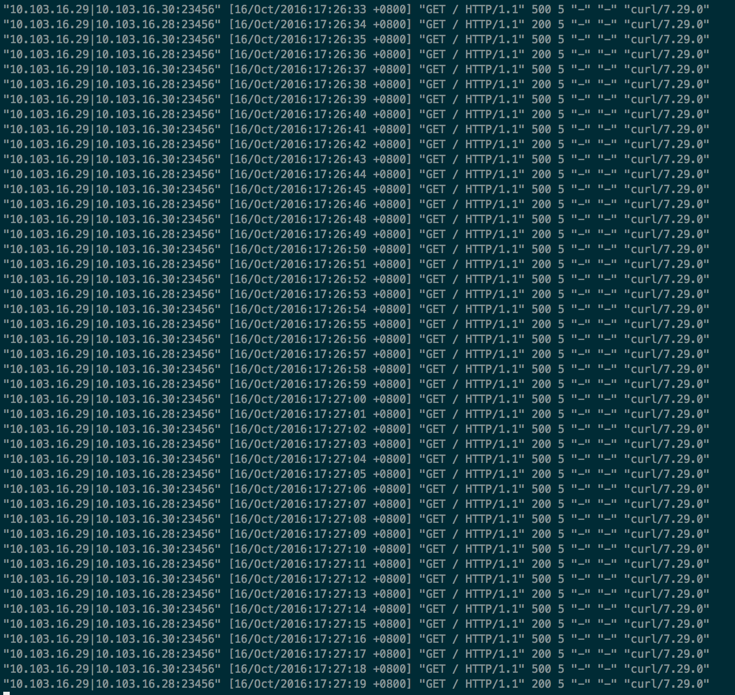 "10.103.16.29|10.103.16.30:23456" [16/Oct/2016:17:26:33 +0800] "GET / HTTP/1.1" 500 5 "-" "-" "curl/7.29.0"
"10.103.16.29|10.103.16.28:23456" [16/Oct/2016:17:26:34 +0800] "GET / HTTP/1.1" 200 5 "-" "-" "curl/7.29.0"
"10.103.16.29|10.103.16.30:23456" [16/Oct/2016:17:26:35 +0800] "GET / HTTP/1.1" 500 5 "-" "-" "curl/7.29.0"
"10.103.16.29|10.103.16.28:23456" [16/Oct/2016:17:26:36 +0800] "GET / HTTP/1.1" 200 5 "-" "-" "curl/7.29.0"
"10.103.16.29|10.103.16.30:23456" [16/Oct/2016:17:26:37 +0800] "GET / HTTP/1.1" 500 5 "-" "-" "curl/7.29.0"
"10.103.16.29|10.103.16.28:23456" [16/Oct/2016:17:26:38 +0800] "GET / HTTP/1.1" 200 5 "-" "-" "curl/7.29.0"
"10.103.16.29|10.103.16.30:23456" [16/Oct/2016:17:26:39 +0800] "GET / HTTP/1.1" 500 5 "-" "-" "curl/7.29.0"
"10.103.16.29|10.103.16.28:23456" [16/Oct/2016:17:26:40 +0800] "GET / HTTP/1.1" 200 5 "-" "-" "curl/7.29.0"
"10.103.16.29|10.103.16.30:23456" [16/Oct/2016:17:26:41 +0800] "GET / HTTP/1.1" 500 5 "-" "-" "curl/7.29.0"
"10.103.16.29|10.103.16.28:23456" [16/Oct/2016:17:26:42 +0800] "GET / HTTP/1.1" 200 5 "-" "-" "curl/7.29.0"
"10.103.16.29|10.103.16.30:23456" [16/Oct/2016:17:26:43 +0800] "GET / HTTP/1.1" 500 5 "-" "-" "curl/7.29.0"
"10.103.16.29|10.103.16.28:23456" [16/Oct/2016:17:26:44 +0800] "GET / HTTP/1.1" 200 5 "-" "-" "curl/7.29.0"
"10.103.16.29|10.103.16.30:23456" [16/Oct/2016:17:26:45 +0800] "GET / HTTP/1.1" 500 5 "-" "-" "curl/7.29.0"
"10.103.16.29|10.103.16.28:23456" [16/Oct/2016:17:26:46 +0800] "GET / HTTP/1.1" 200 5 "-" "-" "curl/7.29.0"
"10.103.16.29|10.103.16.30:23456" [16/Oct/2016:17:26:48 +0800] "GET / HTTP/1.1" 500 5 "-" "-" "curl/7.29.0"
"10.103.16.29|10.103.16.28:23456" [16/Oct/2016:17:26:49 +0800] "GET / HTTP/1.1" 200 5 "-" "-" "curl/7.29.0"
"10.103.16.29|10.103.16.30:23456" [16/Oct/2016:17:26:50 +0800] "GET / HTTP/1.1" 500 5 "-" "-" "curl/7.29.0"
"10.103.16.29|10.103.16.28:23456" [16/Oct/2016:17:26:51 +0800] "GET / HTTP/1.1" 200 5 "-" "-" "curl/7.29.0"
"10.103.16.29|10.103.16.30:23456" [16/Oct/2016:17:26:52 +0800] "GET / HTTP/1.1" 500 5 "-" "-" "curl/7.29.0"
"10.103.16.29|10.103.16.28:23456" [16/Oct/2016:17:26:53 +0800] "GET / HTTP/1.1" 200 5 "-" "-" "curl/7.29.0"
"10.103.16.29|10.103.16.30:23456" [16/Oct/2016:17:26:54 +0800] "GET / HTTP/1.1" 500 5 "-" "-" "curl/7.29.0"
"10.103.16.29|10.103.16.28:23456" [16/Oct/2016:17:26:55 +0800] "GET / HTTP/1.1" 200 5 "-" "-" "curl/7.29.0"
"10.103.16.29|10.103.16.30:23456" [16/Oct/2016:17:26:56 +0800] "GET / HTTP/1.1" 500 5 "-" "-" "curl/7.29.0"
"10.103.16.29|10.103.16.28:23456" [16/Oct/2016:17:26:57 +0800] "GET / HTTP/1.1" 200 5 "-" "-" "curl/7.29.0"
"10.103.16.29|10.103.16.30:23456" [16/Oct/2016:17:26:58 +0800] "GET / HTTP/1.1" 500 5 "-" "-" "curl/7.29.0"
"10.103.16.29|10.103.16.28:23456" [16/Oct/2016:17:26:59 +0800] "GET / HTTP/1.1" 200 5 "-" "-" "curl/7.29.0"
"10.103.16.29|10.103.16.30:23456" [16/Oct/2016:17:27:00 +0800] "GET / HTTP/1.1" 500 5 "-" "-" "curl/7.29.0"
"10.103.16.29|10.103.16.28:23456" [16/Oct/2016:17:27:01 +0800] "GET / HTTP/1.1" 200 5 "-" "-" "curl/7.29.0"
"10.103.16.29|10.103.16.30:23456" [16/Oct/2016:17:27:02 +0800] "GET / HTTP/1.1" 500 5 "-" "-" "curl/7.29.0"
"10.103.16.29|10.103.16.28:23456" [16/Oct/2016:17:27:03 +0800] "GET / HTTP/1.1" 200 5 "-" "-" "curl/7.29.0"
"10.103.16.29|10.103.16.30:23456" [16/Oct/2016:17:27:04 +0800] "GET / HTTP/1.1" 500 5 "-" "-" "curl/7.29.0"
"10.103.16.29|10.103.16.28:23456" [16/Oct/2016:17:27:05 +0800] "GET / HTTP/1.1" 200 5 "-" "-" "curl/7.29.0"
"10.103.16.29|10.103.16.30:23456" [16/Oct/2016:17:27:06 +0800] "GET / HTTP/1.1" 500 5 "-" "-" "curl/7.29.0"
"10.103.16.29|10.103.16.28:23456" [16/Oct/2016:17:27:07 +0800] "GET / HTTP/1.1" 200 5 "-" "-" "curl/7.29.0"
"10.103.16.29|10.103.16.30:23456" [16/Oct/2016:17:27:08 +0800] "GET / HTTP/1.1" 500 5 "-" "-" "curl/7.29.0"
"10.103.16.29|10.103.16.28:23456" [16/Oct/2016:17:27:09 +0800] "GET / HTTP/1.1" 200 5 "-" "-" "curl/7.29.0"
"10.103.16.29|10.103.16.30:23456" [16/Oct/2016:17:27:10 +0800] "GET / HTTP/1.1" 500 5 "-" "-" "curl/7.29.0"
"10.103.16.29|10.103.16.28:23456" [16/Oct/2016:17:27:11 +0800] "GET / HTTP/1.1" 200 5 "-" "-" "curl/7.29.0"
"10.103.16.29|10.103.16.30:23456" [16/Oct/2016:17:27:12 +0800] "GET / HTTP/1.1" 500 5 "-" "-" "curl/7.29.0"
"10.103.16.29|10.103.16.28:23456" [16/Oct/2016:17:27:13 +0800] "GET / HTTP/1.1" 200 5 "-" "-" "curl/7.29.0"
"10.103.16.29|10.103.16.30:23456" [16/Oct/2016:17:27:14 +0800] "GET / HTTP/1.1" 500 5 "-" "-" "curl/7.29.0"
"10.103.16.29|10.103.16.28:23456" [16/Oct/2016:17:27:15 +0800] "GET / HTTP/1.1" 200 5 "-" "-" "curl/7.29.0"
"10.103.16.29|10.103.16.30:23456" [16/Oct/2016:17:27:16 +0800] "GET / HTTP/1.1" 500 5 "-" "-" "curl/7.29.0"
"10.103.16.29|10.103.16.28:23456" [16/Oct/2016:17:27:17 +0800] "GET / HTTP/1.1" 200 5 "-" "-" "curl/7.29.0"
"10.103.16.29|10.103.16.30:23456" [16/Oct/2016:17:27:18 +0800] "GET / HTTP/1.1" 500 5 "-" "-" "curl/7.29.0"
"10.103.16.29|10.103.16.28:23456" [16/Oct/2016:17:27:19 +0800] "GET / HTTP/1.1" 200 5 "-" "-" "curl/7.29.0"